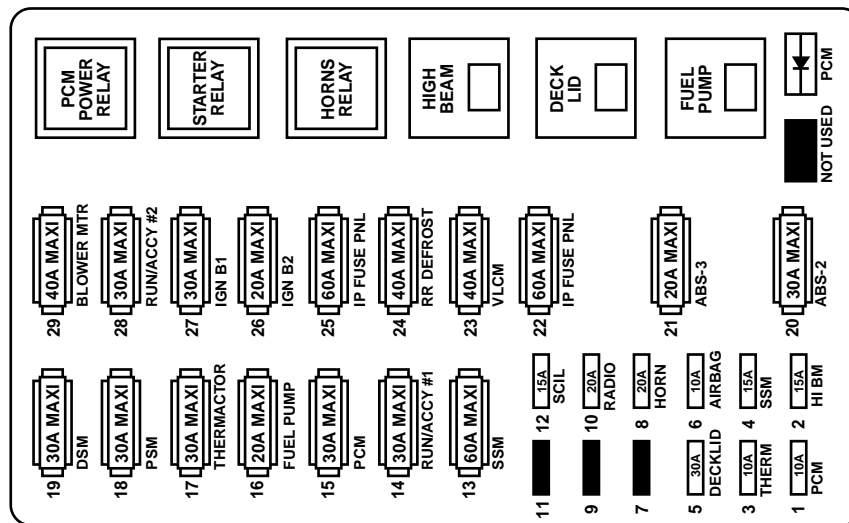 PCM
POWER
RELAY
STARTER
RELAY
HORNS
RELAY
HIGH
BEAM
DECK
LID
FUEL
PUMP
PCM
NOT USED
29
40A MAXI
BLOWER MTR
28
30A MAXI
RUN/ACCY #2
27
30A MAXI
IGN B1
26
20A MAXI
IGN B2
25
60A MAXI
IP FUSE PNL
24
40A MAXI
RR DEFROST
23
40A MAXI
VLCM
22
60A MAXI
IP FUSE PNL
21
20A MAXI
ABS-3
20
30A MAXI
ABS-2
19
30A MAXI
DSM
18
30A MAXI
PSM
17
30A MAXI
THERMACTOR
16
20A MAXI
FUEL PUMP
15
30A MAXI
PCM
14
30A MAXI
RUN/ACCY #1
13
60A MAXI
SSM
12
15A
SCIL
10
20A
RADIO
8
20A
HORN
6
10A
AIRBAG
4
15A
SSM
2
15A
HI BM
11
9
7
5
30A
DECKLID
3
10A
THERM
1
10A
PCM